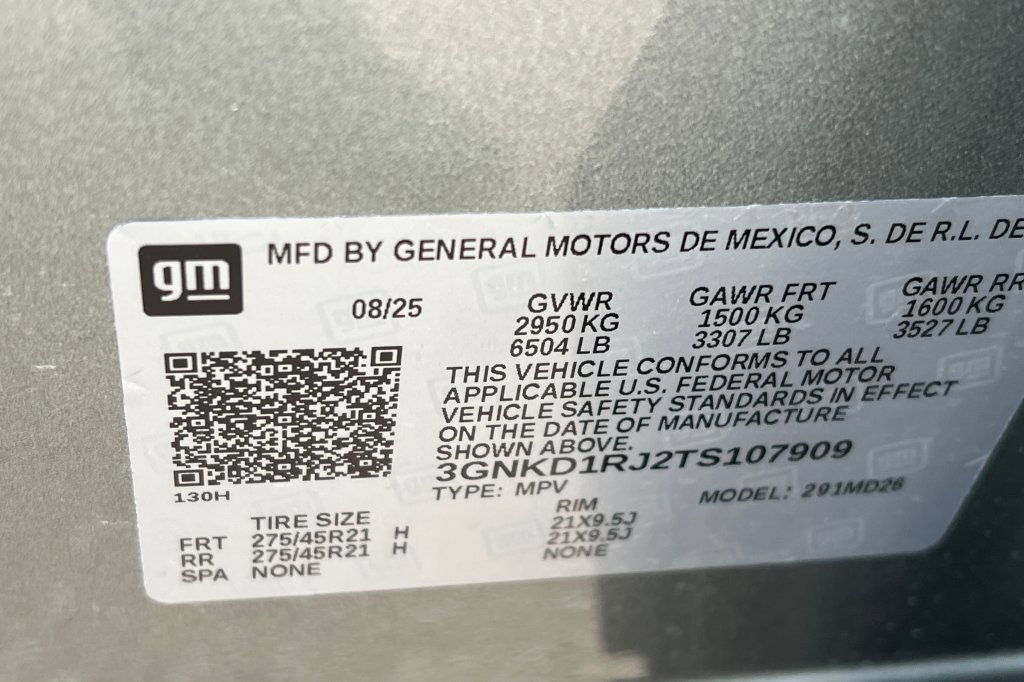 gm
MFD BY GENERAL MOTORS DE MEXICO, S. DE R.L. DE
08/25
GVWR GAWR FRT GAWR RR
2950 KG 1500 KG 1600 KG
6504 LB 3307 LB 3527 LB
THIS VEHICLE CONFORMS TO ALL
APPLICABLE U.S. FEDERAL MOTOR
VEHICLE SAFETY STANDARDS IN EFFECT
ON THE DATE OF MANUFACTURE
SHOWN ABOVE.
3GNKD1RJ2TS107909
130H
TYPE: MPV MODEL: 291MD26
TIRE SIZE RIM
FRT 275/45R21 H 21X9.5J
RR 275/45R21 H 21X9.5J
SPA NONE NONE